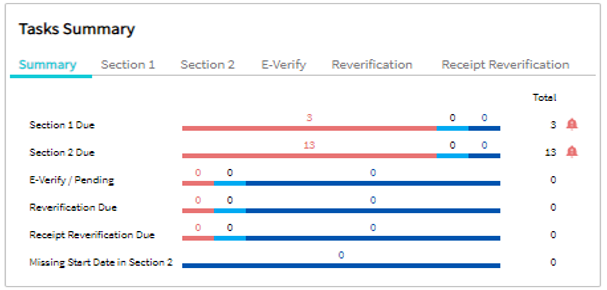 Tasks Summary
Summary Section 1 Section 2 E-Verify Reverification Receipt Reverification
Total
Section 1 Due 3 0 0 3
Section 2 Due 13 0 0 13
E-Verify / Pending 0 0 0 0
Reverification Due 0 0 0 0
Receipt Reverification Due 0 0 0 0
Missing Start Date in Section 2 0 0